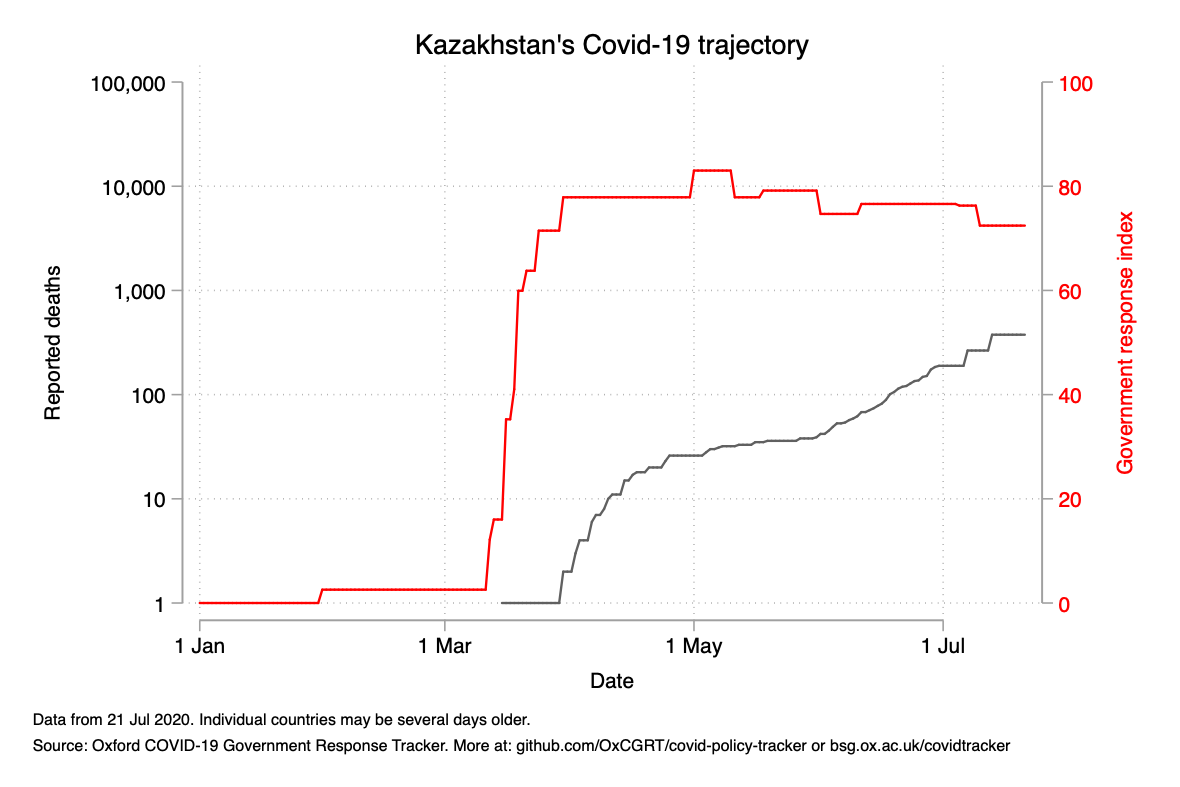 Kazakhstan's Covid-19 trajectory
100,000
10,000
1,000
100
10
1
Reported deaths
100
80
60
40
20
0
Government response index
1 Jan
1 Mar
1 May
1 Jul
Date
Data from 21 Jul 2020. Individual countries may be several days older.
Source: Oxford COVID-19 Government Response Tracker. More at: github.com/OxCGRT/covid-policy-tracker or bsg.ox.ac.uk/covidtracker